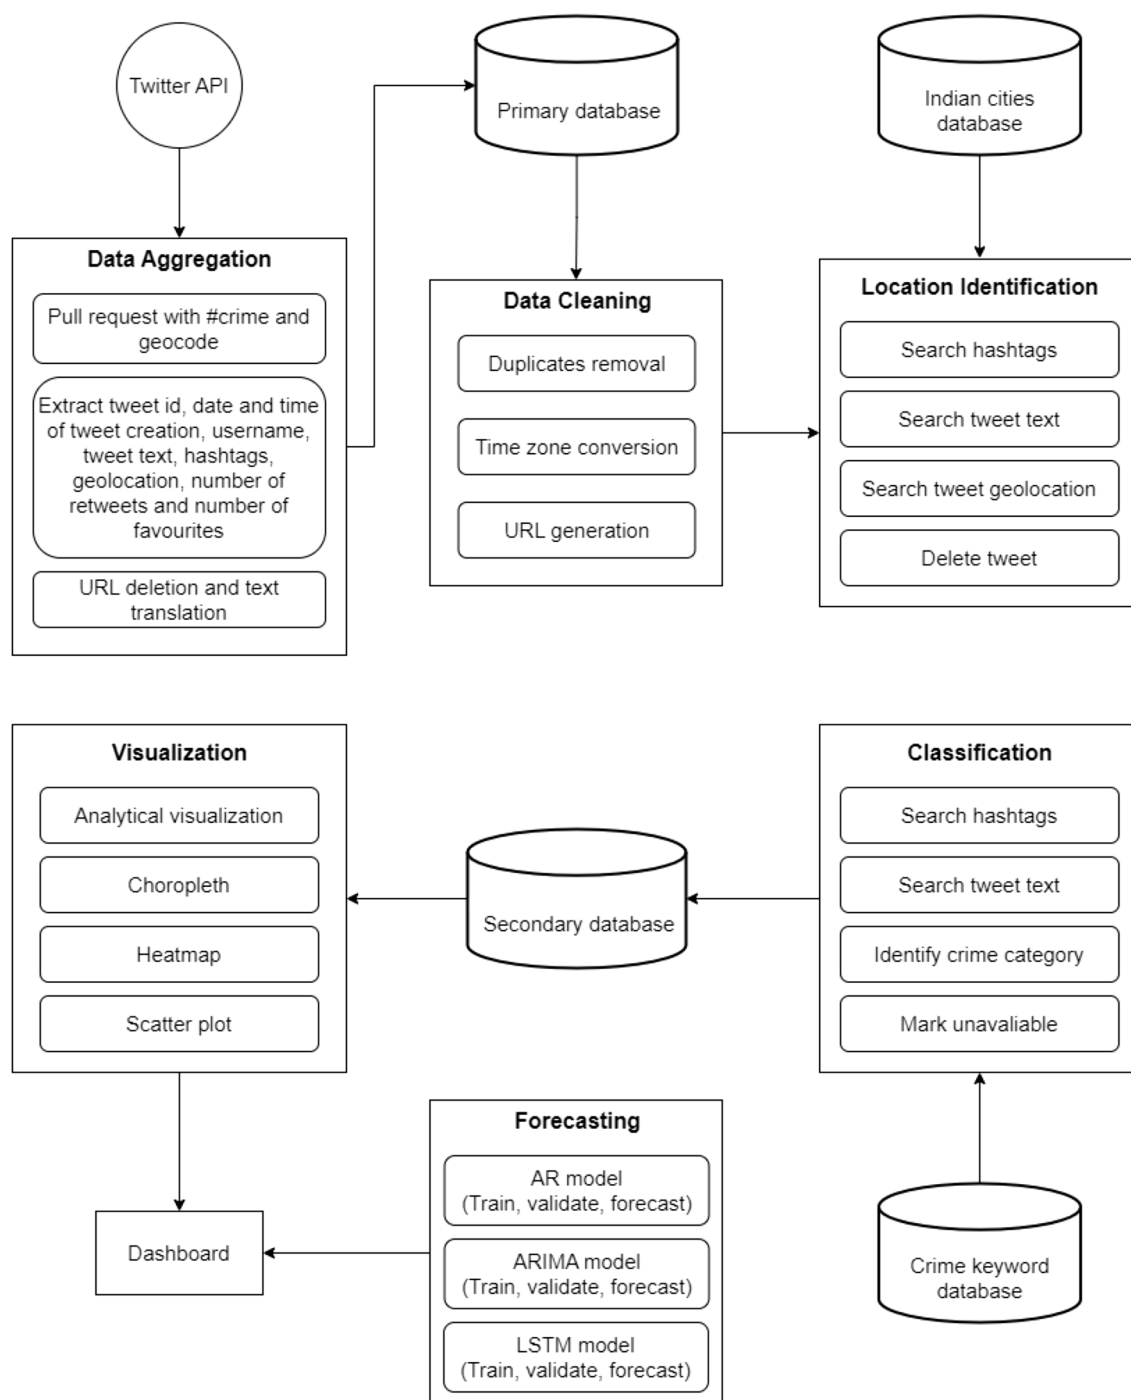 Twitter API
Primary database
Indian cities
database
Data Aggregation
Pull request with #crime and
geocode
Extract tweet id, date and time
of tweet creation, username,
tweet text, hashtags,
geolocation, number of
retweets and number of
favourites
URL deletion and text
translation
Data Cleaning
Duplicates removal
Time zone conversion
URL generation
Location Identification
Search hashtags
Search tweet text
Search tweet geolocation
Delete tweet
Visualization
Analytical visualization
Choropleth
Heatmap
Scatter plot
Secondary database
Classification
Search hashtags
Search tweet text
Identify crime category
Mark unavaliable
Dashboard
Forecasting
AR model
(Train, validate, forecast)
ARIMA model
(Train, validate, forecast)
LSTM model
(Train, validate, forecast)
Crime keyword
database